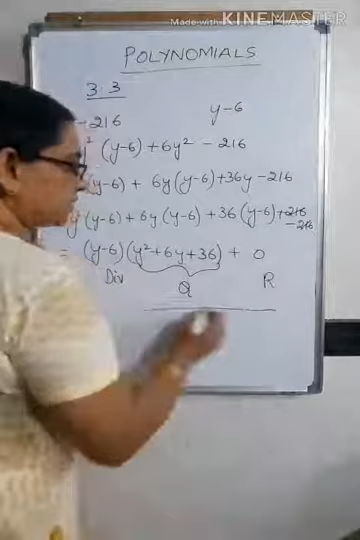 Made with KINEMASTER
POLYNOMIALS
3.3
-216 y-6
² (y-6) + 6y² - 216
(y-6) + 6y(y-6) + 36y - 216
y (y-6) + 6y(y-6) + 36(y-6) + 216
- 216
= (y-6)(y²+6y+36) + 0
Div Q R